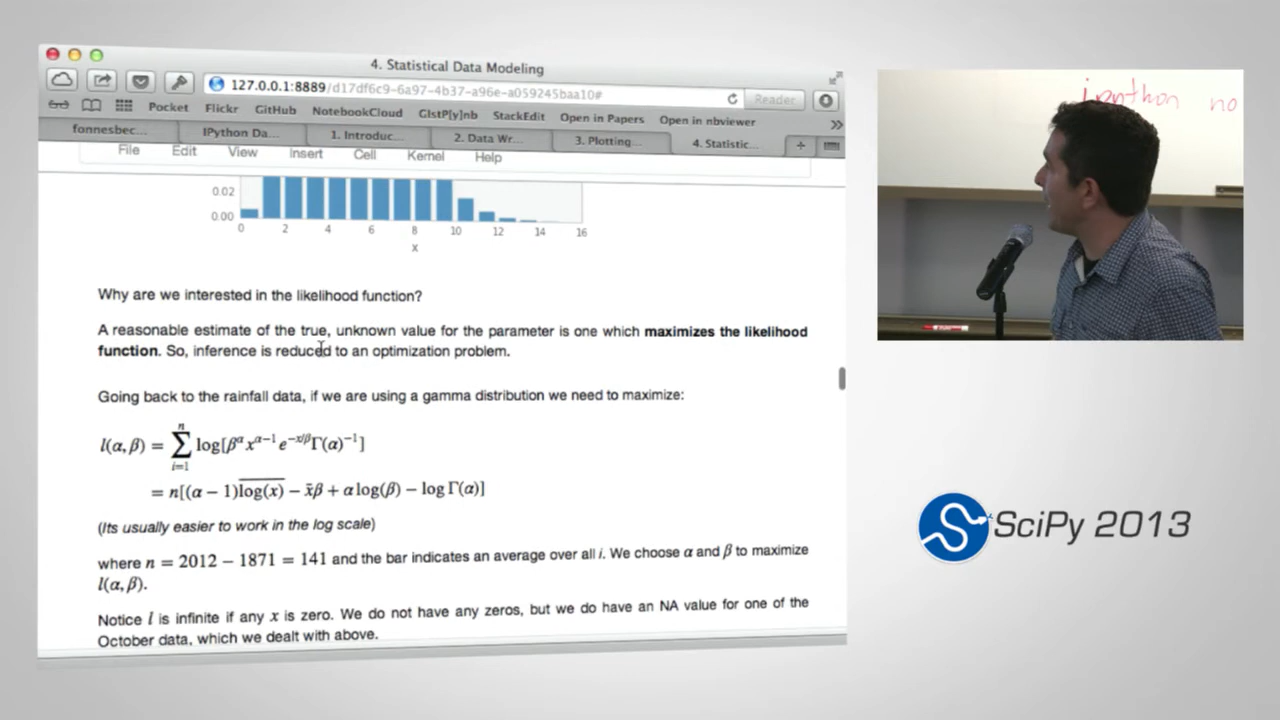 4. Statistical Data Modeling
127.0.0.1:8889/d17df6c9-6a97-4b37-a96e-a059245baa10#
Reader
Pocket Flickr GitHub NotebookCloud GIstP[y]nb StackEdit Open in Papers Open in nbviewer
fonnesbec... IPython Da... 1. Introduc... 2. Data Wr... 3. Plotting... 4. Statistic...
File Edit View Insert Cell Kernel Help
0.02
0.00
0 2 4 6 8 10 12 14 16
x
Why are we interested in the likelihood function?
A reasonable estimate of the true, unknown value for the parameter is one which maximizes the likelihood
function. So, inference is reduced to an optimization problem.
Going back to the rainfall data, if we are using a gamma distribution we need to maximize:
l(α, β) = ∑ᵢ₌₁ⁿ log[β^α x^(α−1) e^(−x/β) Γ(α)^(−1)]
= n[(α − 1)\overline{log(x)} − x̄β + α log(β) − log Γ(α)]
(Its usually easier to work in the log scale)
where n = 2012 − 1871 = 141 and the bar indicates an average over all i. We choose α and β to maximize
l(α, β).
Notice l is infinite if any x is zero. We do not have any zeros, but we do have an NA value for one of the
October data, which we dealt with above.
ipython no
SciPy 2013